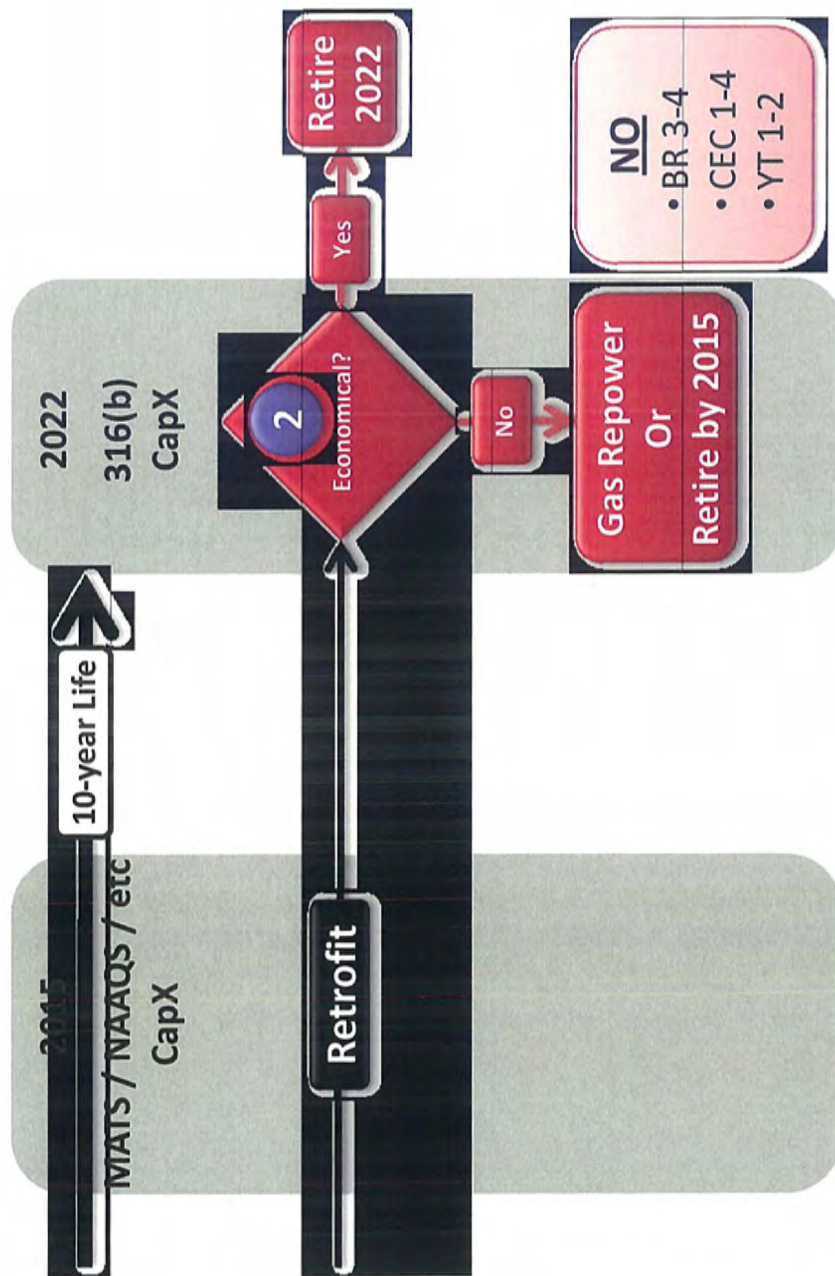 10-year Life
2015
MATS / NAAQS / etc
CapX
2022
316(b)
CapX
Retrofit
2
Economical?
Yes
Retire
2022
No
Gas Repower
Or
Retire by 2015
NO
• BR 3-4
• CEC 1-4
• YT 1-2